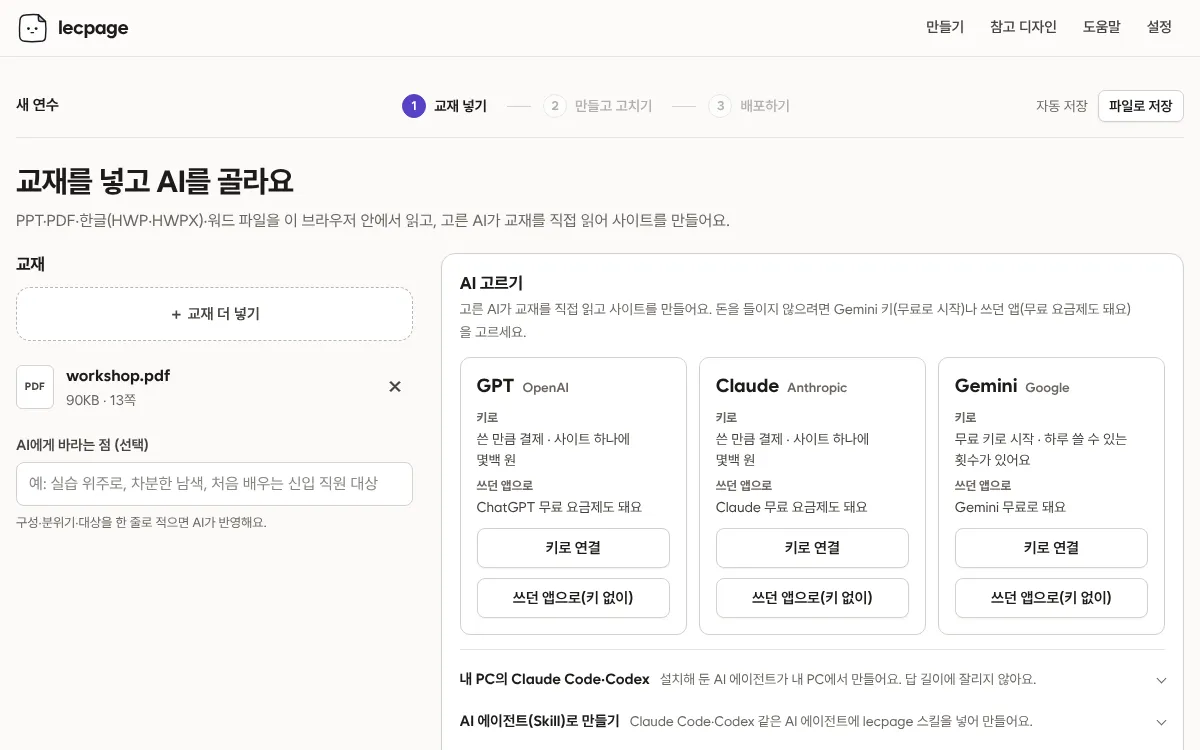 lecpage
만들기 참고 디자인 도움말 설정
새 연수
1 교재 넣기
2 만들고 고치기
3 배포하기
자동 저장 파일로 저장
교재를 넣고 AI를 골라요
PPT·PDF·한글(HWP·HWPX)·워드 파일을 이 브라우저 안에서 읽고, 고른 AI가 교재를 직접 읽어 사이트를 만들어요.
교재
+ 교재 더 넣기
PDF
workshop.pdf
90KB · 13쪽
AI에게 바라는 점 (선택)
예: 실습 위주로, 차분한 남색, 처음 배우는 신입 직원 대상
구성·분위기·대상을 한 줄로 적으면 AI가 반영해요.
AI 고르기
고른 AI가 교재를 직접 읽고 사이트를 만들어요. 돈을 들이지 않으려면 Gemini 키(무료로 시작)나 쓰던 앱(무료 요금제도 돼요)
을 고르세요.
GPT OpenAI
키로
쓴 만큼 결제 · 사이트 하나에
몇백 원
쓰던 앱으로
ChatGPT 무료 요금제도 돼요
키로 연결
쓰던 앱으로(키 없이)
Claude Anthropic
키로
쓴 만큼 결제 · 사이트 하나에
몇백 원
쓰던 앱으로
Claude 무료 요금제도 돼요
키로 연결
쓰던 앱으로(키 없이)
Gemini Google
키로
무료 키로 시작 · 하루 쓸 수 있는
횟수가 있어요
쓰던 앱으로
Gemini 무료로 돼요
키로 연결
쓰던 앱으로(키 없이)
내 PC의 Claude Code·Codex 설치해 둔 AI 에이전트가 내 PC에서 만들어요. 답 길이에 잘리지 않아요.
AI 에이전트(Skill)로 만들기 Claude Code·Codex 같은 AI 에이전트에 lecpage 스킬을 넣어 만들어요.